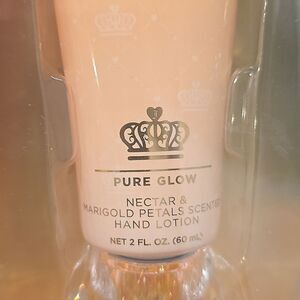 PURE GLOW
NECTAR &
MARIGOLD PETALS SCENTED
HAND LOTION
NET 2 FL. OZ. (60 mL)